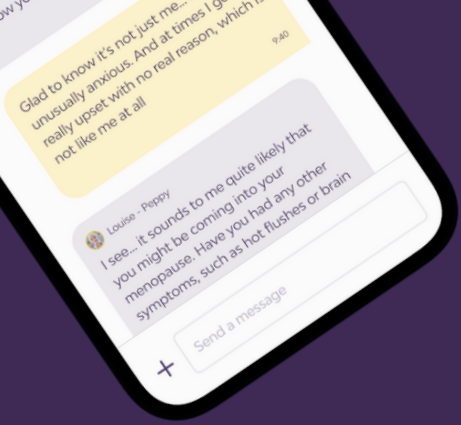 ow yo
Glad to know it's not just me...
unusually anxious. And at times I g
really upset with no real reason, which i
not like me at all
9:40
Louise - Peppy
I see... it sounds to me quite likely that
you might be coming into your
menopause. Have you had any other
symptoms, such as hot flushes or brain
Send a message